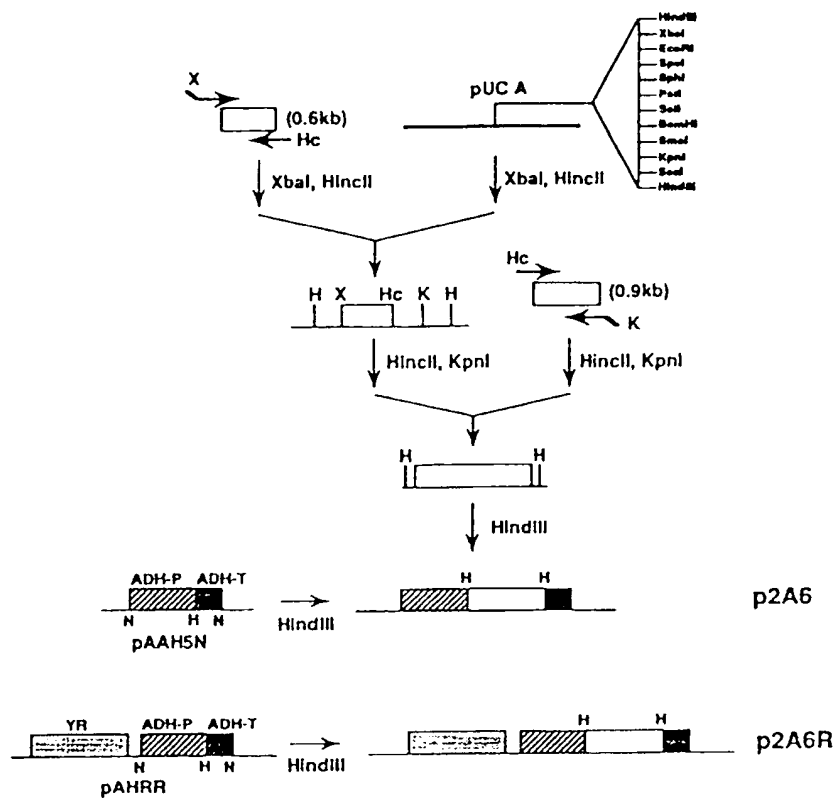 HindIII
XbaI
EcoRI
SpeI
SphI
PstI
SalI
BamHI
SmaI
KpnI
SacI
HindIII
pUC A
X
(0.6kb)
Hc
XbaI, HincII
XbaI, HincII
H X Hc K H
Hc
(0.9kb)
K
HincII, KpnI
HincII, KpnI
H H
HindIII
ADH-P ADH-T
N H N
pAAH5N
HindIII
H H
p2A6
YR ADH-P ADH-T
N H N
pAHRR
HindIII
H H
p2A6R